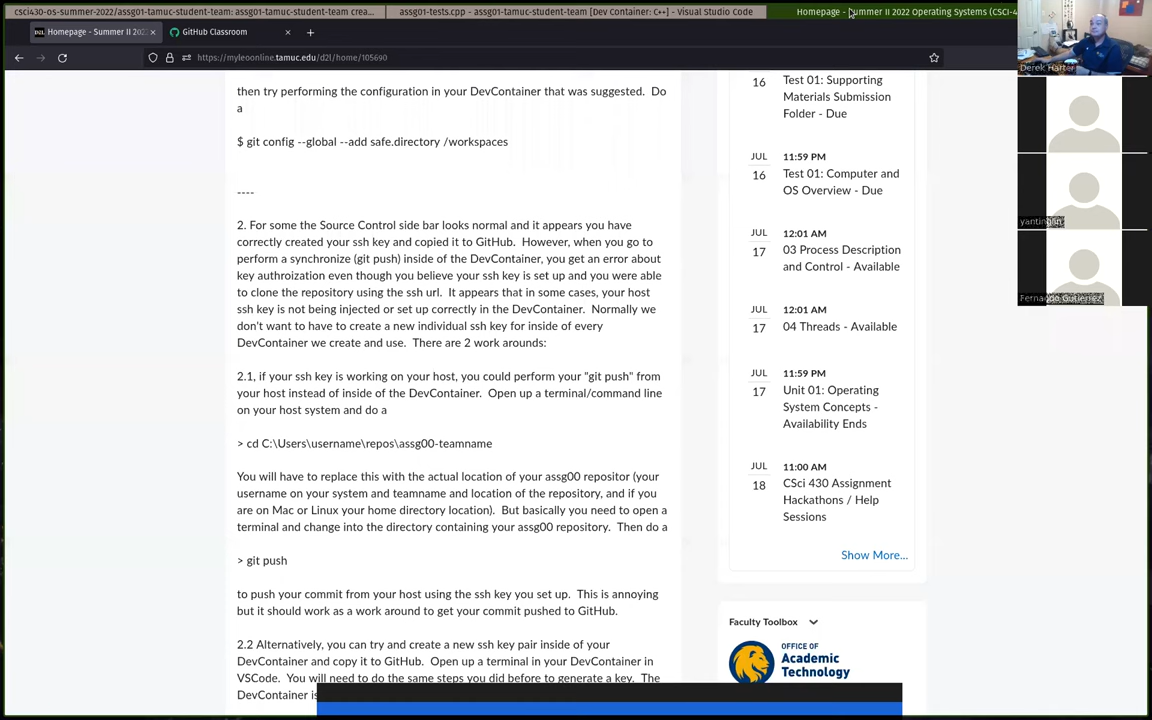 csci430-os-summer-2022/assg01-tamuc-student-team: assg01-tamuc-student-team crea...
assg01-tests.cpp - assg01-tamuc-student-team [Dev Container: C++] - Visual Studio Code
Homepage - Summer II 2022 Operating Systems (CSCI-4
Homepage - Summer II 202
GitHub Classroom
https://myleoonline.tamuc.edu/d2l/home/105690
then try performing the configuration in your DevContainer that was suggested. Do
a
$ git config --global --add safe.directory /workspaces
----
2. For some the Source Control side bar looks normal and it appears you have
correctly created your ssh key and copied it to GitHub. However, when you go to
perform a synchronize (git push) inside of the DevContainer, you get an error about
key authroization even though you believe your ssh key is set up and you were able
to clone the repository using the ssh url. It appears that in some cases, your host
ssh key is not being injected or set up correctly in the DevContainer. Normally we
don't want to have to create a new individual ssh key for inside of every
DevContainer we create and use. There are 2 work arounds:
2.1, if your ssh key is working on your host, you could perform your "git push" from
your host instead of inside of the DevContainer. Open up a terminal/command line
on your host system and do a
> cd C:\Users\username\repos\assg00-teamname
You will have to replace this with the actual location of your assg00 repositor (your
username on your system and teamname and location of the repository, and if you
are on Mac or Linux your home directory location). But basically you need to open a
terminal and change into the directory containing your assg00 repository. Then do a
> git push
to push your commit from your host using the ssh key you set up. This is annoying
but it should work as a work around to get your commit pushed to GitHub.
2.2 Alternatively, you can try and create a new ssh key pair inside of your
DevContainer and copy it to GitHub. Open up a terminal in your DevContainer in
VSCode. You will need to do the same steps you did before to generate a key. The
DevContainer is
16
Test 01: Supporting
Materials Submission
Folder - Due
JUL
16
11:59 PM
Test 01: Computer and
OS Overview - Due
JUL
17
12:01 AM
03 Process Description
and Control - Available
JUL
17
12:01 AM
04 Threads - Available
JUL
17
11:59 PM
Unit 01: Operating
System Concepts -
Availability Ends
JUL
18
11:00 AM
CSci 430 Assignment
Hackathons / Help
Sessions
Show More...
Faculty Toolbox
OFFICE OF
Academic
Technology
Derek Harter
yanting lin
Fernando Gutierrez